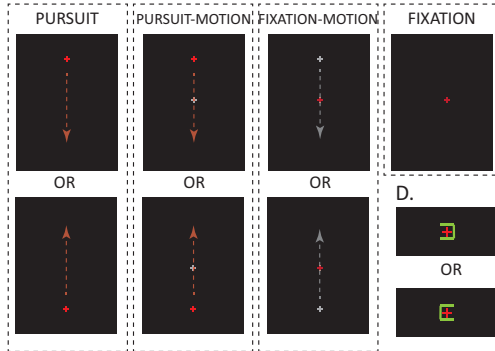 PURSUIT PURSUIT-MOTION FIXATION-MOTION FIXATION
OR OR OR
D.
OR